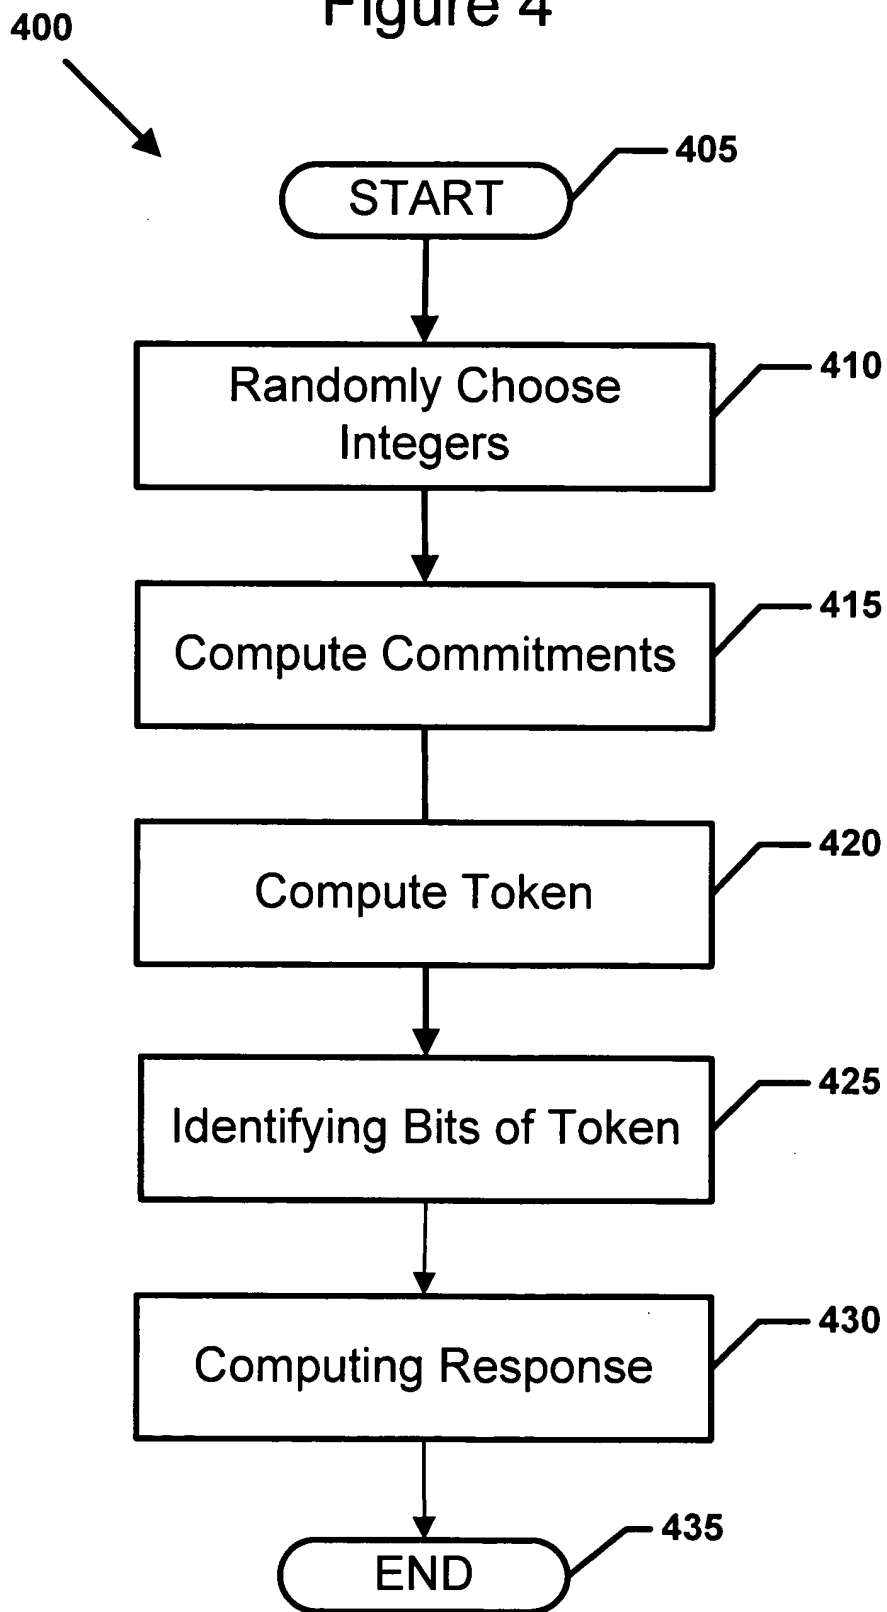 Figure 4
400
START
405
Randomly Choose
Integers
410
Compute Commitments
415
Compute Token
420
Identifying Bits of Token
425
Computing Response
430
END
435